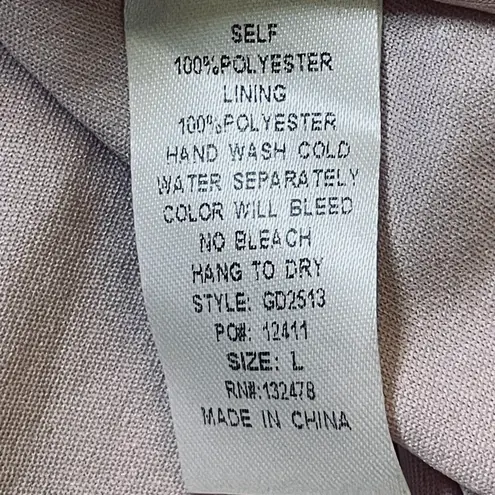 SELF
100%POLYESTER
LINING
100%POLYESTER
HAND WASH COLD
WATER SEPARATELY
COLOR WILL BLEED
NO BLEACH
HANG TO DRY
STYLE: GD2513
PO#: 12411
SIZE: L
RN#:132478
MADE IN CHINA